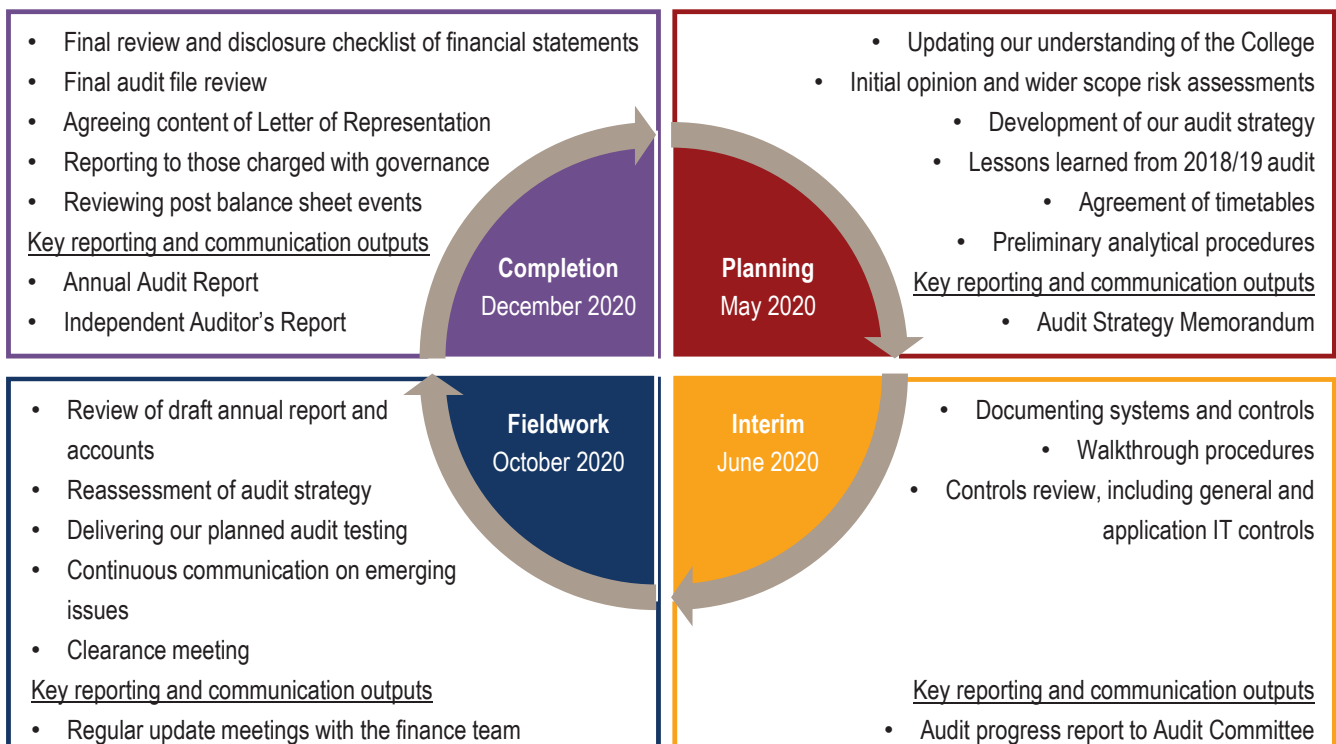 • Final review and disclosure checklist of financial statements
• Final audit file review
• Agreeing content of Letter of Representation
• Reporting to those charged with governance
• Reviewing post balance sheet events
Key reporting and communication outputs
• Annual Audit Report
• Independent Auditor's Report
Completion
December 2020
• Updating our understanding of the College
• Initial opinion and wider scope risk assessments
• Development of our audit strategy
• Lessons learned from 2018/19 audit
• Agreement of timetables
• Preliminary analytical procedures
Key reporting and communication outputs
• Audit Strategy Memorandum
Planning
May 2020
• Review of draft annual report and
accounts
• Reassessment of audit strategy
• Delivering our planned audit testing
• Continuous communication on emerging
issues
• Clearance meeting
Key reporting and communication outputs
• Regular update meetings with the finance team
Fieldwork
October 2020
Interim
June 2020
• Documenting systems and controls
• Walkthrough procedures
• Controls review, including general and
application IT controls
Key reporting and communication outputs
• Audit progress report to Audit Committee